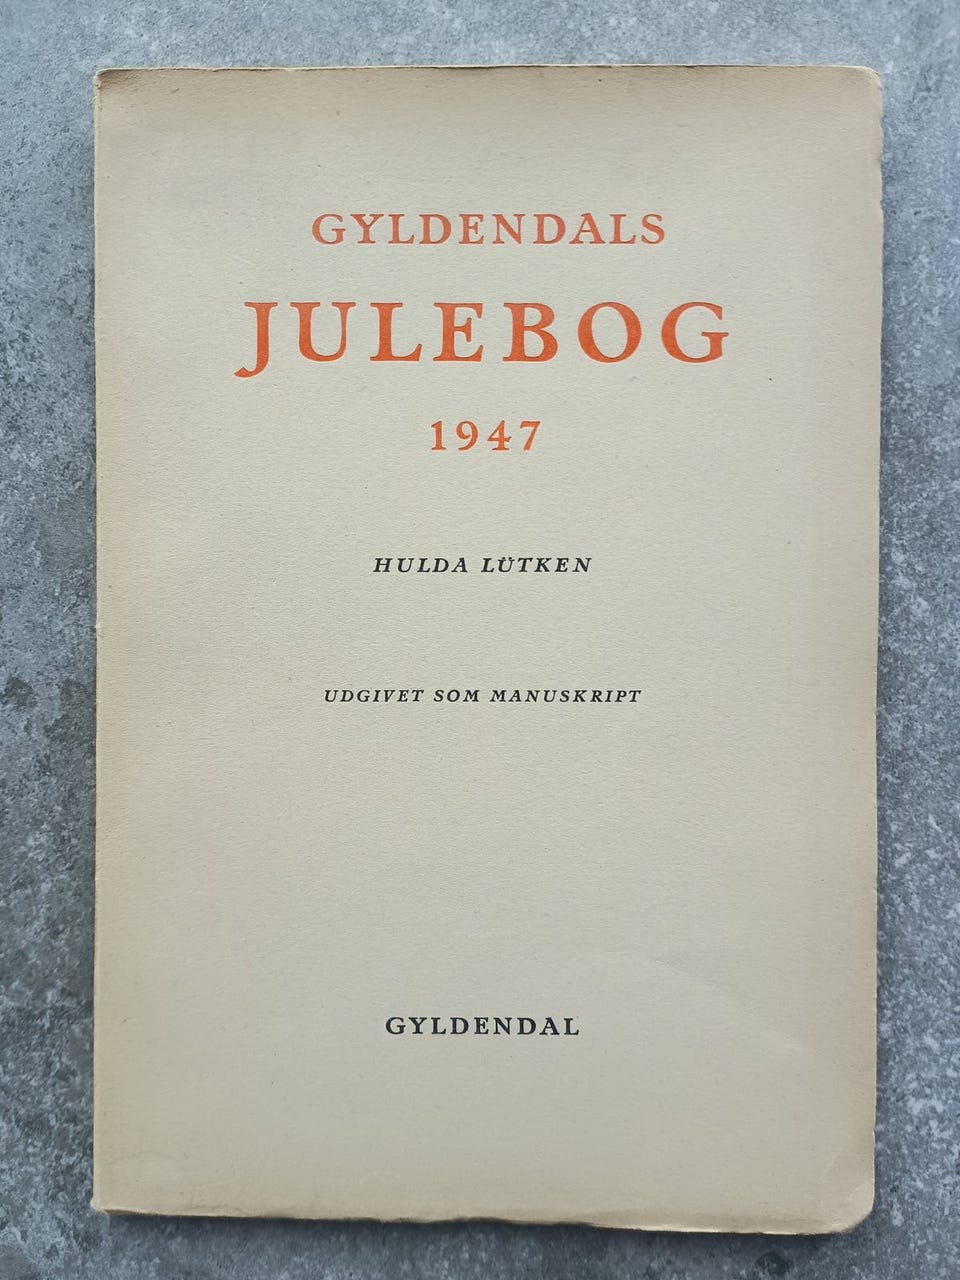 GYLDENDALS
JULEBOG
1947
HULDA LÜTKEN
UDGIVET SOM MANUSKRIPT
GYLDENDAL